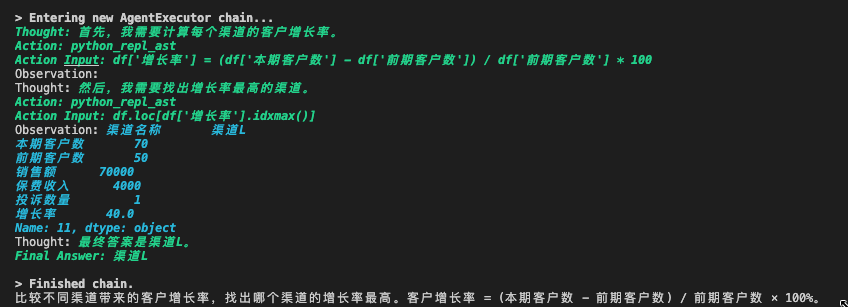 > Entering new AgentExecutor chain...
Thought: 首先，我需要计算每个渠道的客户增长率。
Action: python_repl_ast
Action Input: df['增长率'] = (df['本期客户数'] - df['前期客户数']) / df['前期客户数'] * 100
Observation:
Thought: 然后，我需要找出增长率最高的渠道。
Action: python_repl_ast
Action Input: df.loc[df['增长率'].idxmax()]
Observation: 渠道名称 渠道L
本期客户数 70
前期客户数 50
销售额 70000
保费收入 4000
投诉数量 1
增长率 40.0
Name: 11, dtype: object
Thought: 最终答案是渠道L。
Final Answer: 渠道L
> Finished chain.
比较不同渠道带来的客户增长率，找出哪个渠道的增长率最高。客户增长率 = (本期客户数 - 前期客户数) / 前期客户数 × 100%。